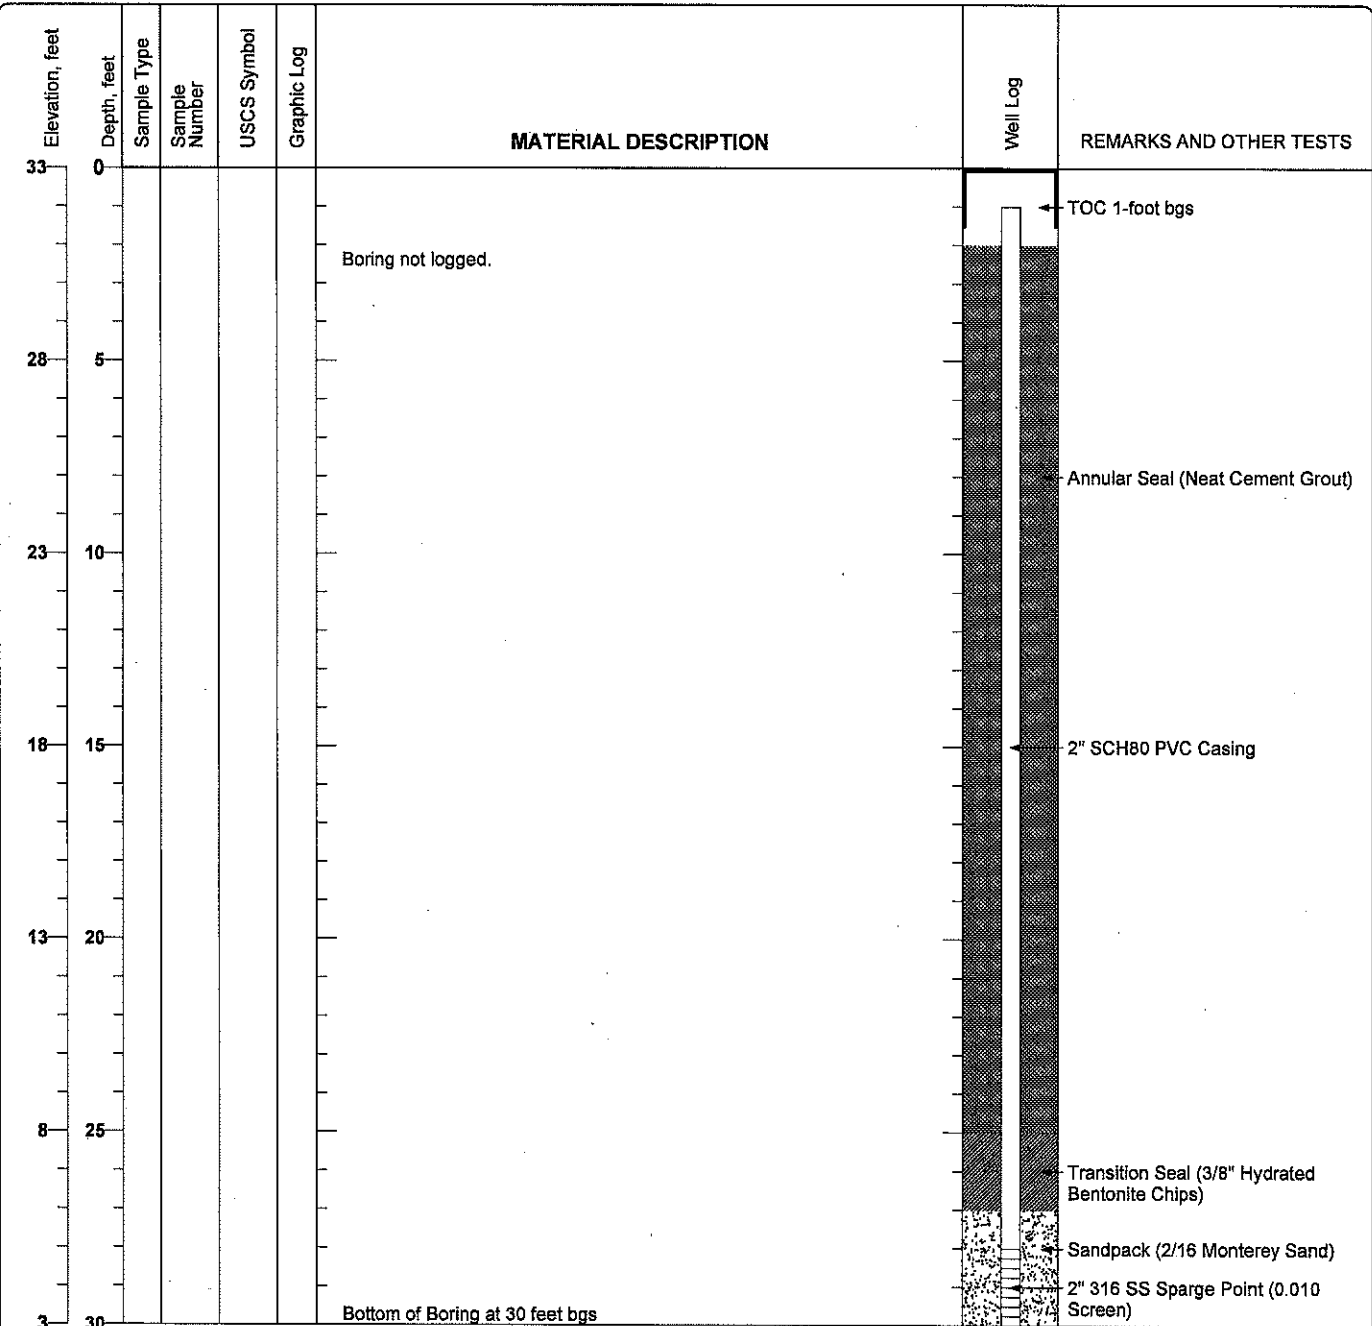 Elevation, feet
Depth, feet
Sample Type
Sample
Number
USCS Symbol
Graphic Log
MATERIAL DESCRIPTION
Well Log
REMARKS AND OTHER TESTS
33 0
TOC 1-foot bgs
Boring not logged.
28 5
Annular Seal (Neat Cement Grout)
23 10
18 15
2" SCH80 PVC Casing
13 20
8 25
Transition Seal (3/8" Hydrated
Bentonite Chips)
Sandpack (2/16 Monterey Sand)
2" 316 SS Sparge Point (0.010
Screen)
Bottom of Boring at 30 feet bgs
3 30